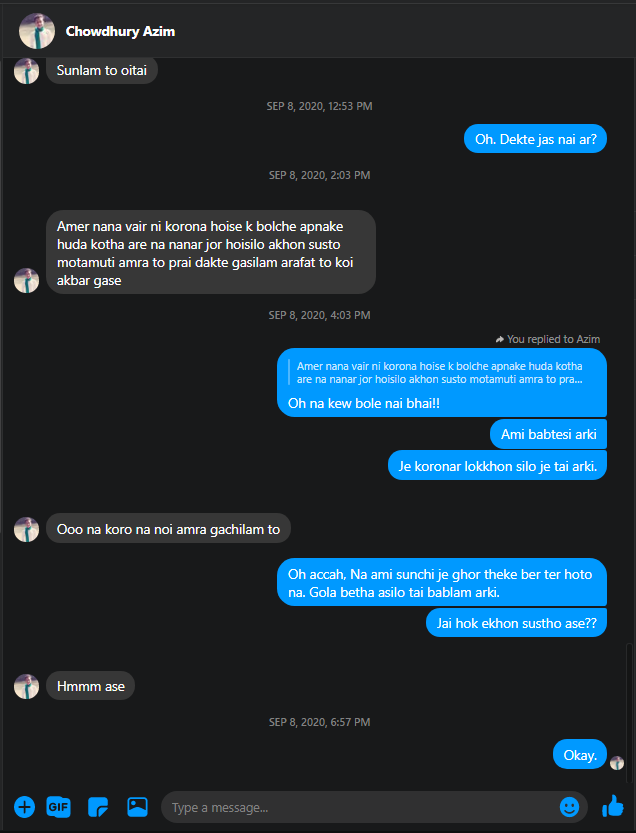 Chowdhury Azim
Sunlam to oitai
SEP 8, 2020, 12:53 PM
Oh. Dekte jas nai ar?
SEP 8, 2020, 2:03 PM
Amer nana vair ni korona hoise k bolche apnake
huda kotha are na nanar jor hoisilo akhon susto
motamuti amra to prai dakte gasilam arafat to koi
akbar gase
SEP 8, 2020, 4:03 PM
You replied to Azim
Amer nana vair ni korona hoise k bolche apnake huda kotha
are na nanar jor hoisilo akhon susto motamuti amra to pra...
Oh na kew bole nai bhai!!
Ami babtesi arki
Je koronar lokkhon silo je tai arki.
Ooo na koro na noi amra gachilam to
Oh accah, Na ami sunchi je ghor theke ber ter hoto
na. Gola betha asilo tai bablam arki.
Jai hok ekhon sustho ase??
Hmmm ase
SEP 8, 2020, 6:57 PM
Okay.
GIF
Type a message...